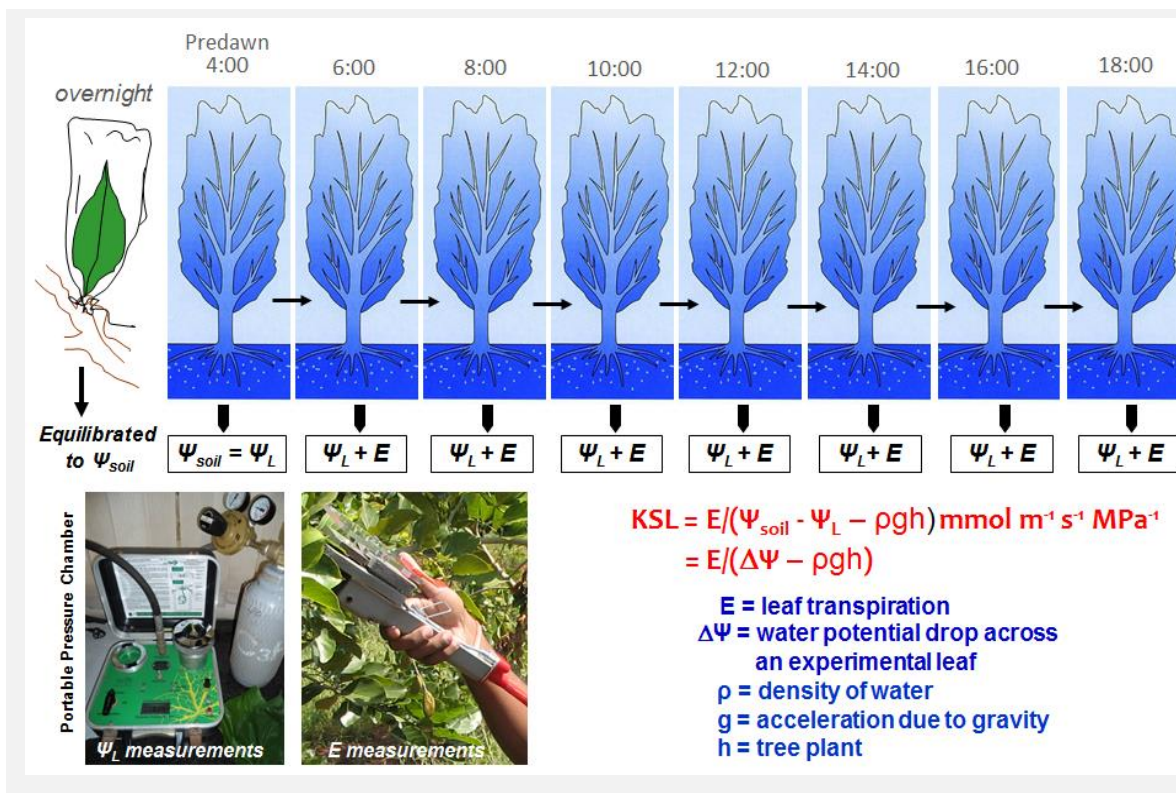 Predawn
4:00
6:00
8:00
10:00
12:00
14:00
16:00
18:00
overnight
Equilibrated
to Ψsoil
Ψsoil = ΨL
ΨL + E
ΨL + E
ΨL + E
ΨL + E
ΨL + E
ΨL + E
ΨL + E
Portable Pressure Chamber
ΨL measurements
E measurements
KSL = E/(Ψsoil - ΨL – ρgh) mmol m⁻¹ s⁻¹ MPa⁻¹
= E/(ΔΨ – ρgh)
E = leaf transpiration
ΔΨ = water potential drop across
an experimental leaf
ρ = density of water
g = acceleration due to gravity
h = tree plant